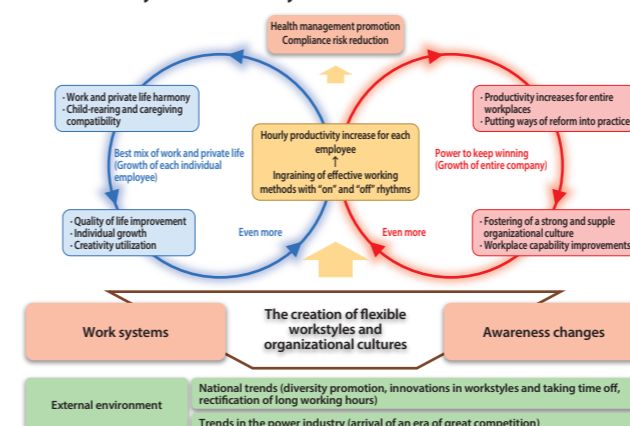 Health management promotion
Compliance risk reduction
· Work and private life harmony
· Child-rearing and caregiving
compatibility
· Productivity increases for entire
workplaces
· Putting ways of reform into practice
Hourly productivity increase for each
employee
↑
Ingraining of effective working
methods with “on” and “off” rhythms
Best mix of work and private life
(Growth of each individual
employee)
Power to keep winning
(Growth of entire company)
· Quality of life improvement
· Individual growth
· Creativity utilization
Even more
Even more
· Fostering of a strong and supple
organizational culture
· Workplace capability improvements
Work systems
The creation of flexible
workstyles and
organizational cultures
Awareness changes
External environment
National trends (diversity promotion, innovations in workstyles and taking time off,
rectification of long working hours)
Trends in the power industry (arrival of an era of great competition)